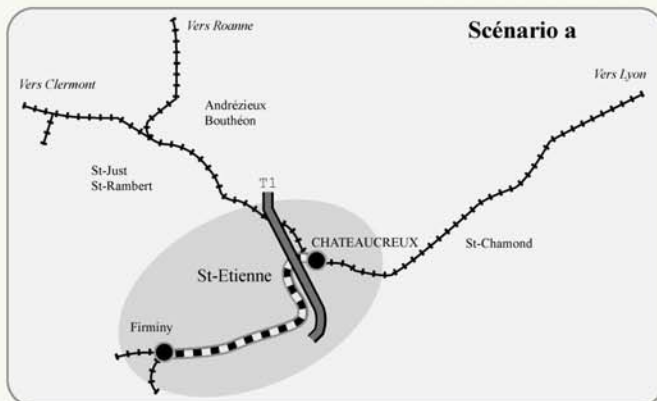 Scénario a
Vers Roanne
Vers Clermont
Vers Lyon
Andrézieux
Bouthéon
St-Just
St-Rambert
T1
CHATEAUCREUX
St-Chamond
St-Etienne
Firminy